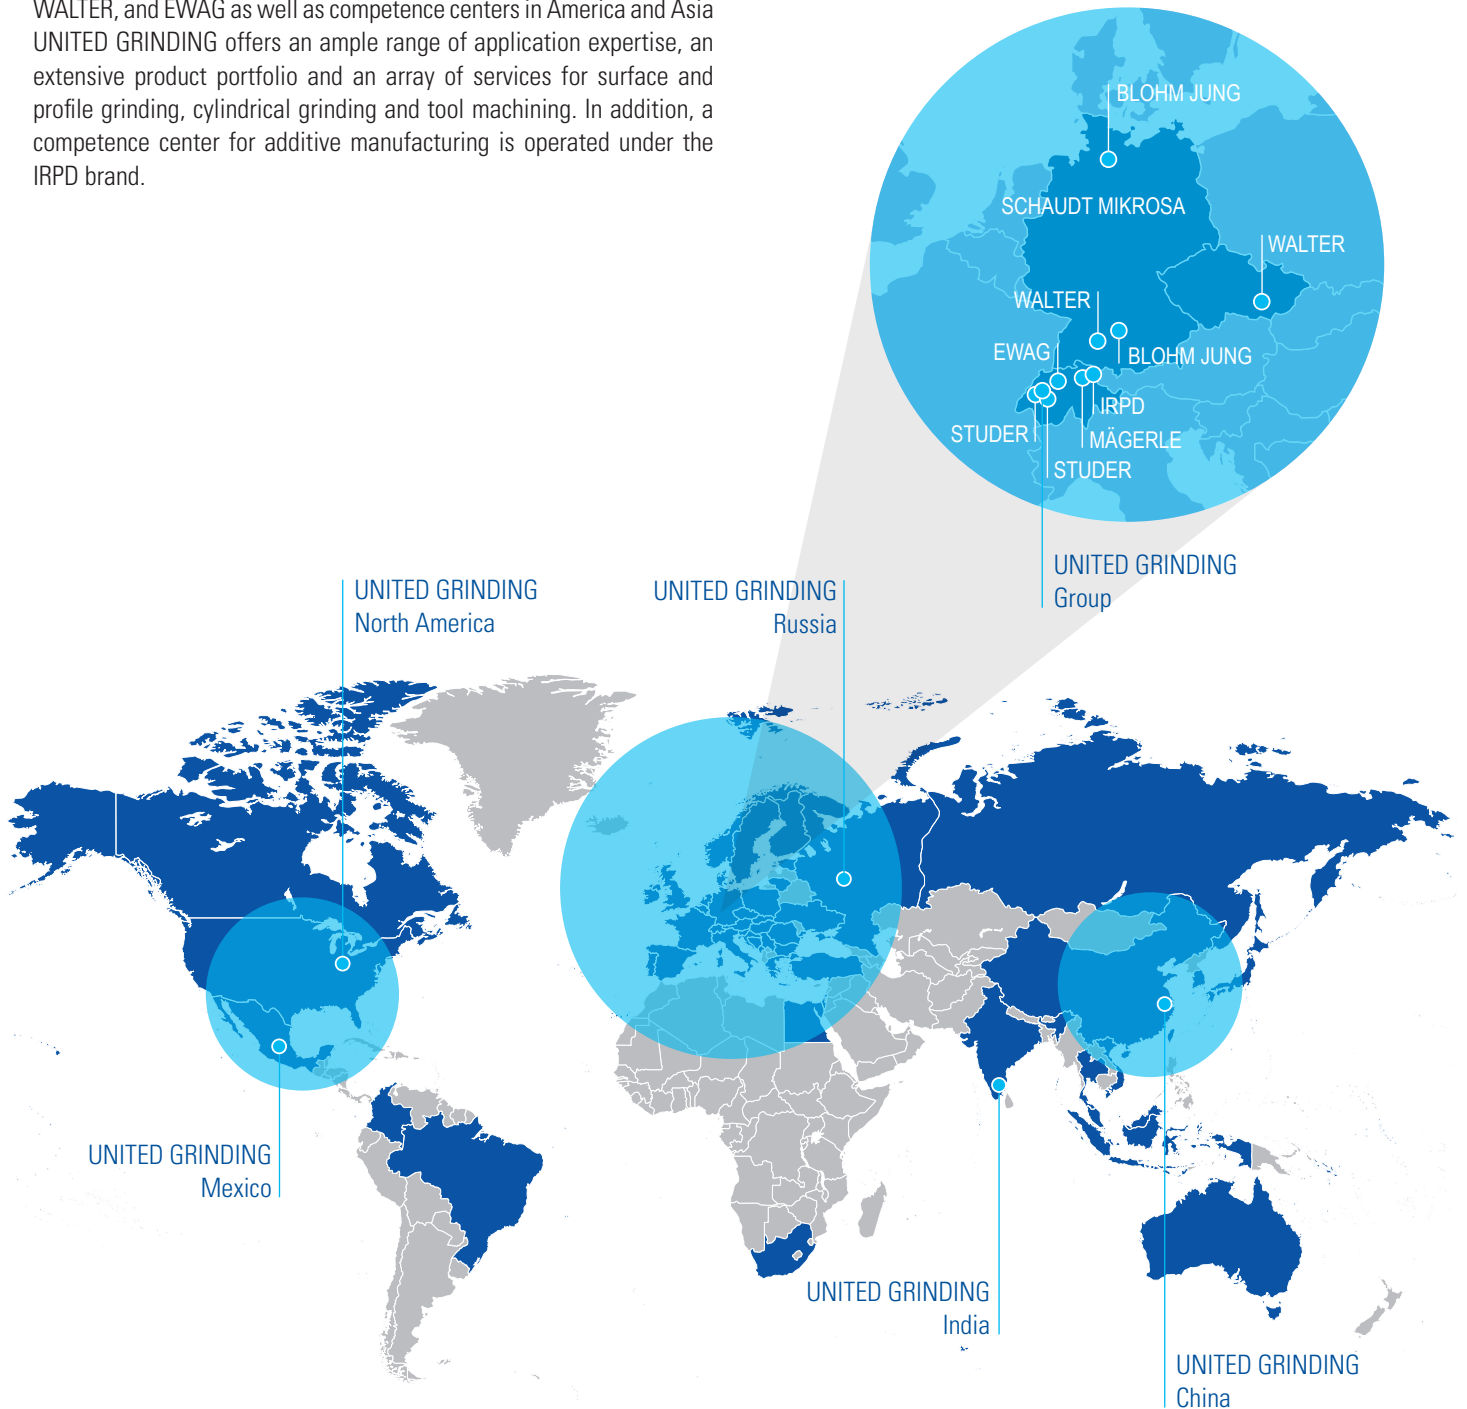 WALTER, and EWAG as well as competence centers in America and Asia
UNITED GRINDING offers an ample range of application expertise, an
extensive product portfolio and an array of services for surface and
profile grinding, cylindrical grinding and tool machining. In addition, a
competence center for additive manufacturing is operated under the
IRPD brand.
BLOHM JUNG
SCHAUDT MIKROSA
WALTER
WALTER
EWAG
BLOHM JUNG
IRPD
STUDER
MÄGERLE
STUDER
UNITED GRINDING
Group
UNITED GRINDING
North America
UNITED GRINDING
Russia
UNITED GRINDING
Mexico
UNITED GRINDING
India
UNITED GRINDING
China